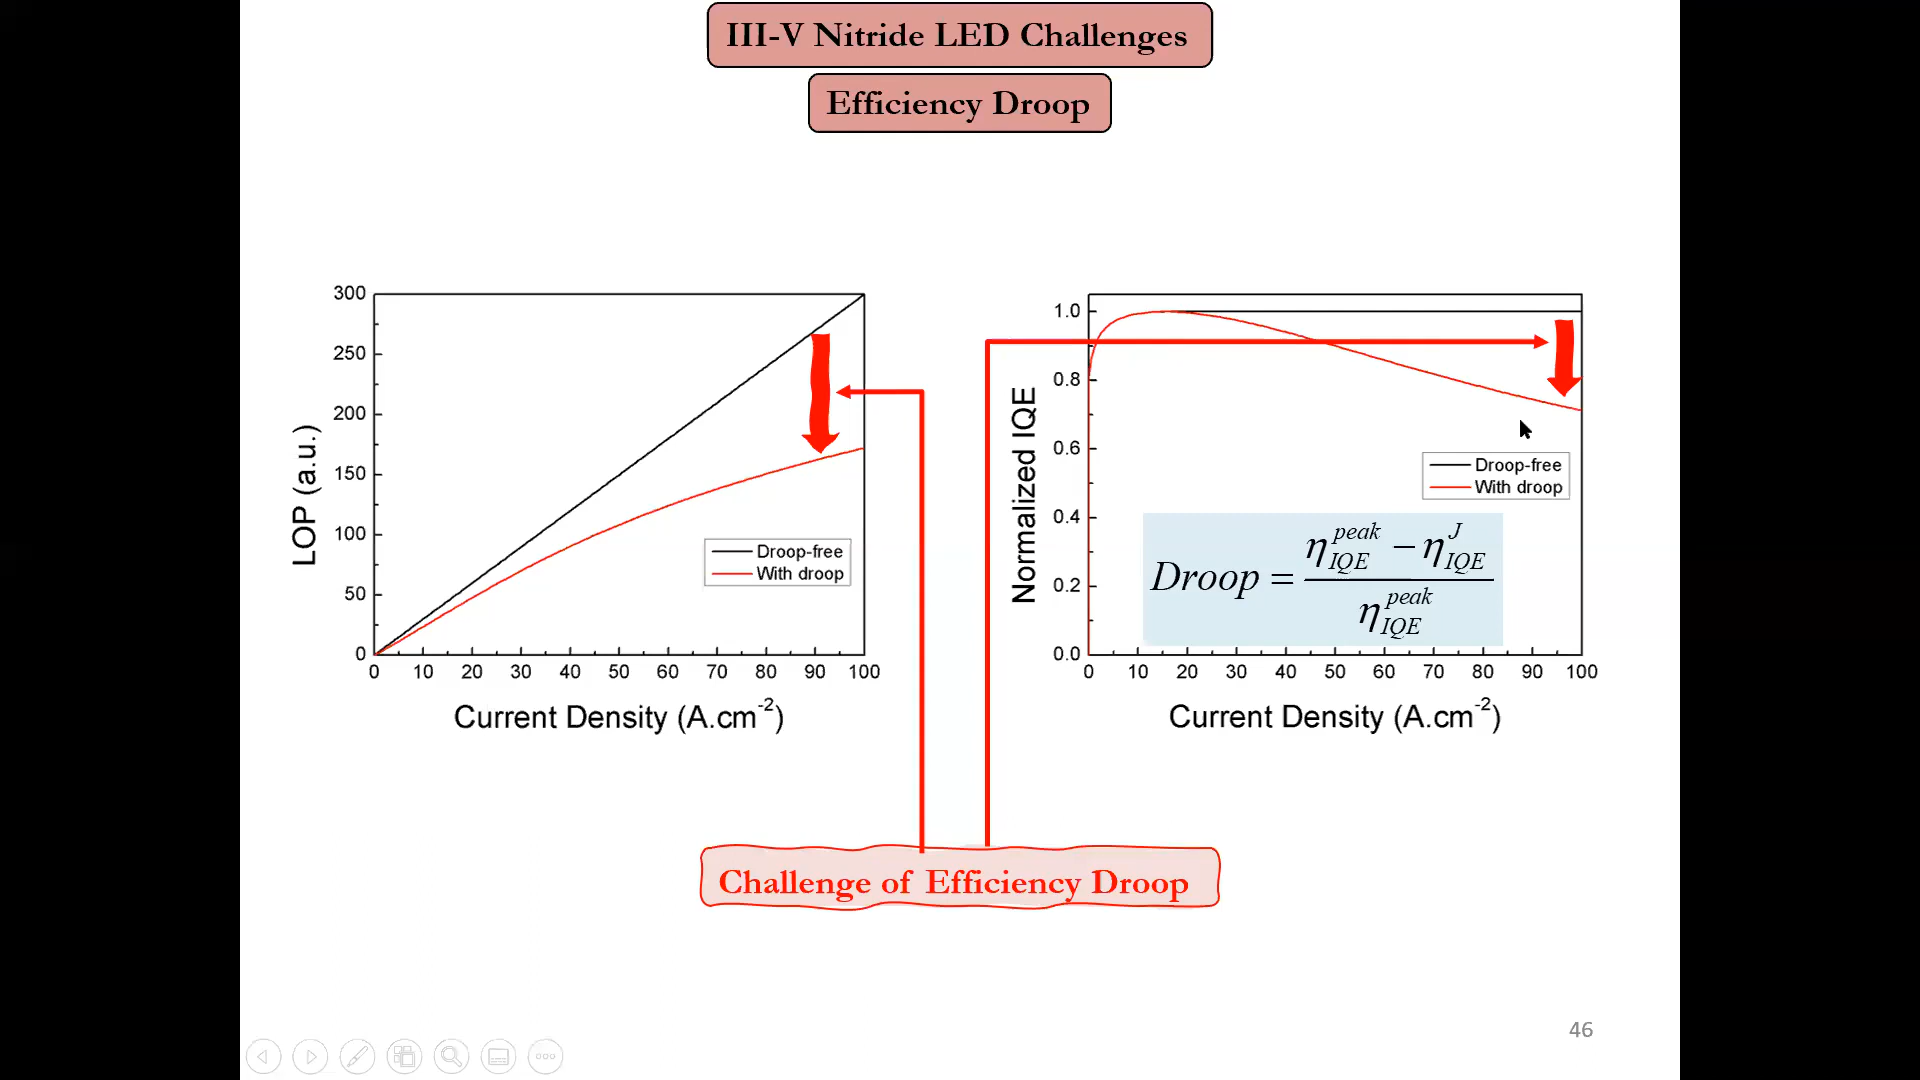 III-V Nitride LED Challenges
Efficiency Droop
300
250
200
150
100
50
0
LOP (a.u.)
Droop-free
With droop
0 10 20 30 40 50 60 70 80 90 100
Current Density (A.cm⁻²)
1.0
0.8
0.6
0.4
0.2
0.0
Normalized IQE
Droop-free
With droop
Droop = (η_IQE^peak − η_IQE^J) / η_IQE^peak
0 10 20 30 40 50 60 70 80 90 100
Current Density (A.cm⁻²)
Challenge of Efficiency Droop
46